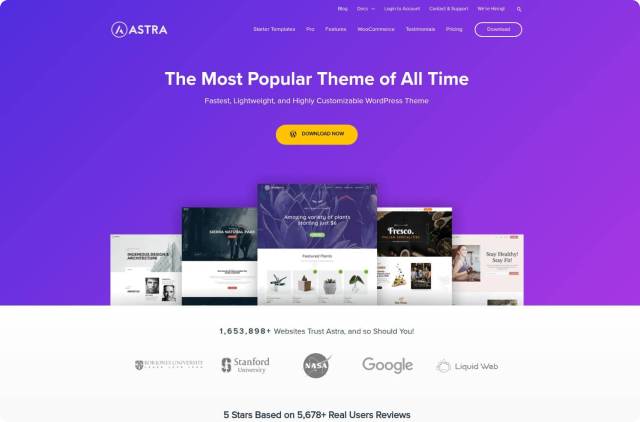 Blog Docs Login to Account Contact & Support We're Hiring!
ASTRA
Starter Templates Pro Features WooCommerce Testimonials Pricing Download
The Most Popular Theme of All Time
Fastest, Lightweight, and Highly Customizable WordPress Theme
DOWNLOAD NOW
INGENIOUS DESIGN &
ARCHITECTURE
SIERRA NATURAL PARK
Amazing variety of plants
starting just $6
Featured Plants
Fresco.
Stay Healthy!
Stay Fit!
1,653,898+ Websites Trust Astra, and so Should You!
BOB JONES UNIVERSITY
Stanford
University
NASA
Google
Liquid Web
5 Stars Based on 5,678+ Real Users Reviews